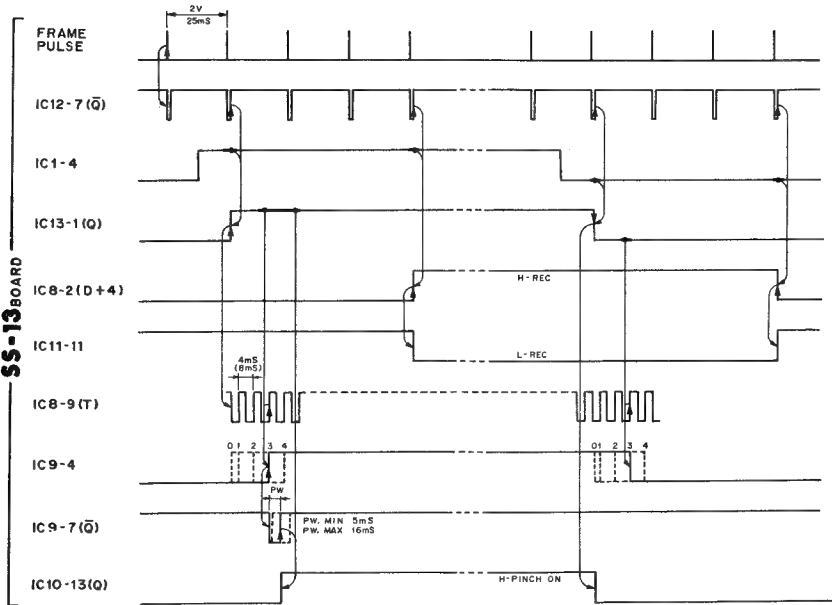 2V
25mS
FRAME
PULSE
IC12-7(Q̅)
IC1-4
IC13-1(Q)
IC8-2(D+4)
H-REC
IC11-11
L-REC
SS-13 BOARD
4mS
(8mS)
IC8-9(T)
0 1 2 3 4
0 1 2 3 4
IC9-4
PW
IC9-7(Q̅)
PW. MIN 5mS
PW. MAX 16mS
IC10-13(Q)
H-PINCH ON